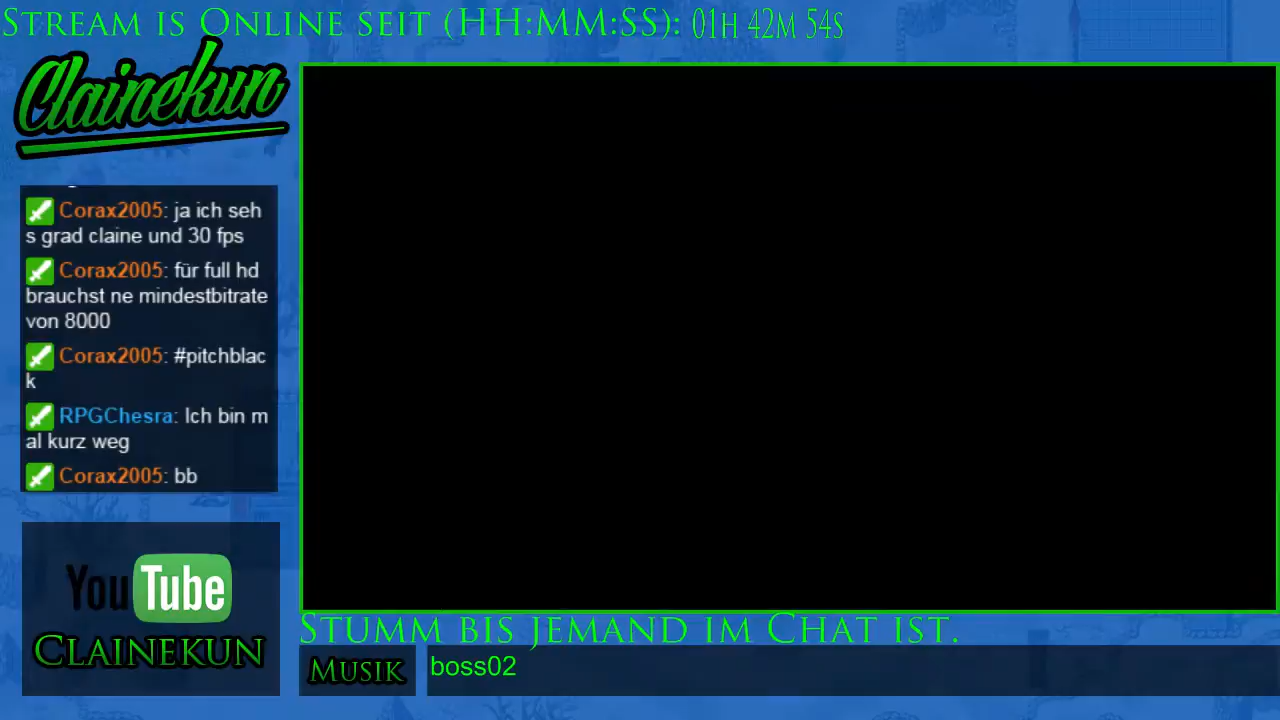 Stream is Online seit (HH:MM:SS): 01h 42m 54s
Clainekun
Corax2005: ja ich seh
s grad claine und 30 fps
Corax2005: für full hd
brauchst ne mindestbitrate
von 8000
Corax2005: #pitchblac
k
RPGChesra: Ich bin m
al kurz weg
Corax2005: bb
YouTube
Clainekun
Stumm bis jemand im Chat ist.
Musik
boss02